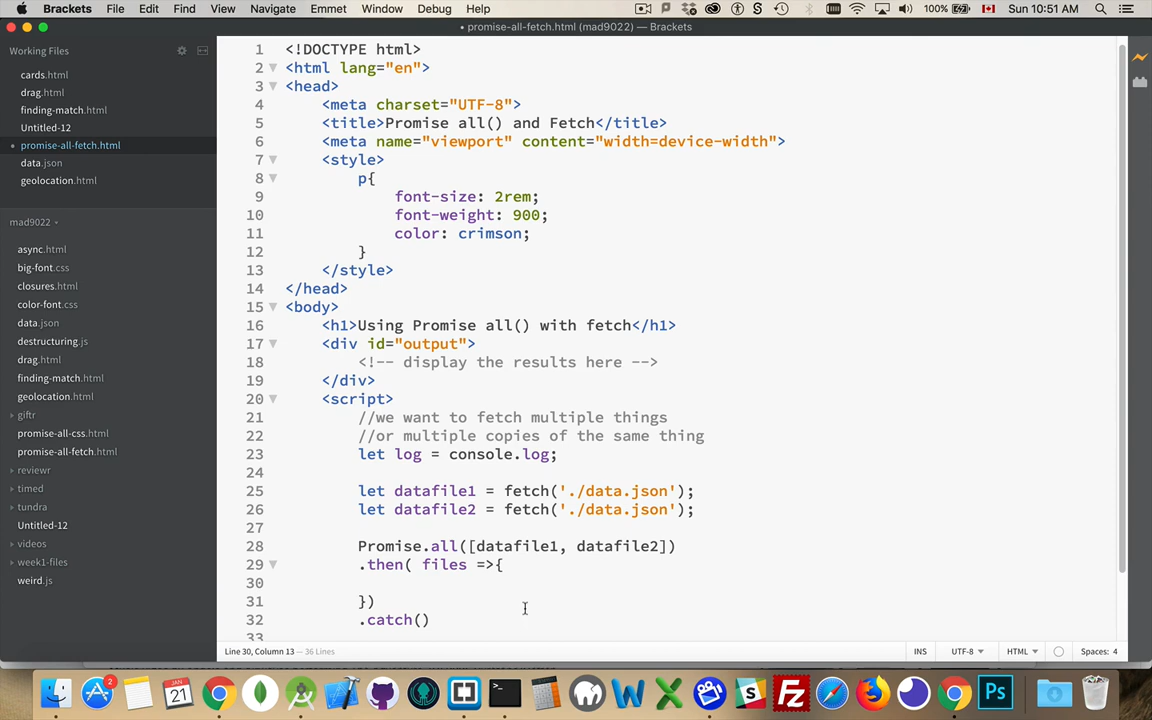 Brackets File Edit View Navigate Emmet Window Debug Help 100% Sun 10:51 AM
• promise-all-fetch.html (mad9022) — Brackets
Working Files
cards.html
drag.html
finding-match.html
Untitled-12
• promise-all-fetch.html
data.json
geolocation.html
mad9022
async.html
big-font.css
closures.html
color-font.css
data.json
destructuring.js
drag.html
finding-match.html
geolocation.html
giftr
promise-all-css.html
promise-all-fetch.html
reviewr
timed
tundra
Untitled-12
videos
week1-files
weird.js
1 <!DOCTYPE html>
2 <html lang="en">
3 <head>
4 <meta charset="UTF-8">
5 <title>Promise all() and Fetch</title>
6 <meta name="viewport" content="width=device-width">
7 <style>
8 p{
9 font-size: 2rem;
10 font-weight: 900;
11 color: crimson;
12 }
13 </style>
14 </head>
15 <body>
16 <h1>Using Promise all() with fetch</h1>
17 <div id="output">
18 <!-- display the results here -->
19 </div>
20 <script>
21 //we want to fetch multiple things
22 //or multiple copies of the same thing
23 let log = console.log;
24
25 let datafile1 = fetch('./data.json');
26 let datafile2 = fetch('./data.json');
27
28 Promise.all([datafile1, datafile2])
29 .then( files =>{
30
31 })
32 .catch()
33
Line 30, Column 13 — 36 Lines
INS UTF-8 HTML Spaces: 4
2
JAN
21
Ps